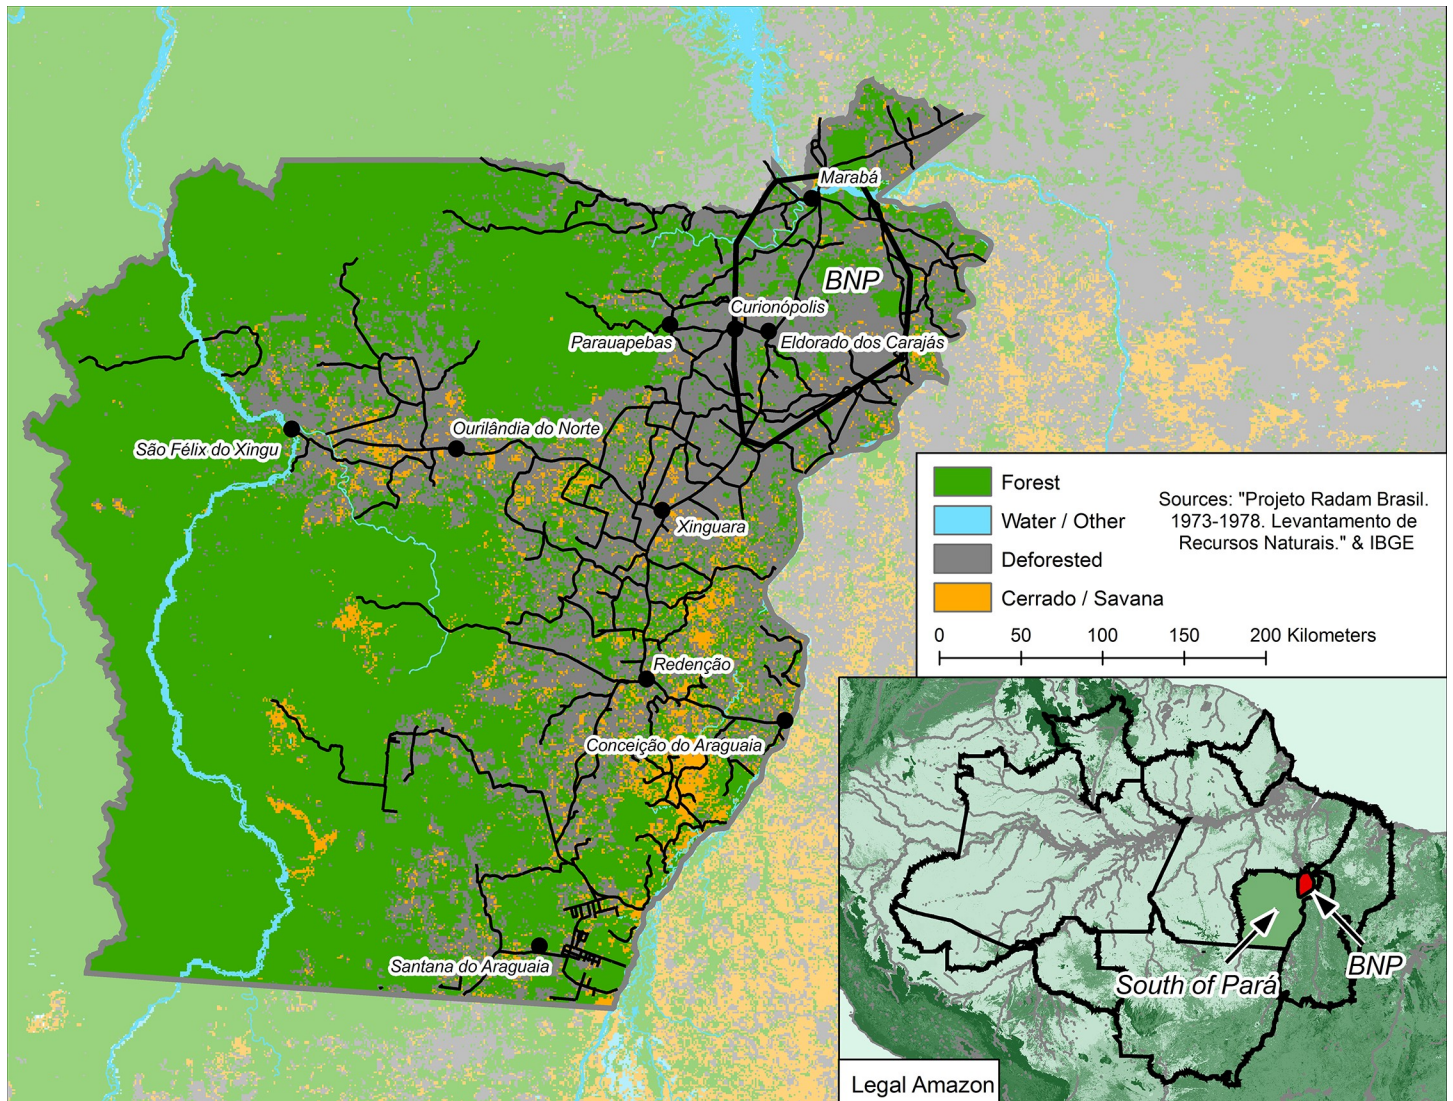 Marabá
BNP
Curionópolis
Parauapebas
Eldorado dos Carajás
Ourilândia do Norte
São Félix do Xingu
Xinguara
Redenção
Conceição do Araguaia
Santana do Araguaia
Forest
Water / Other
Deforested
Cerrado / Savana
Sources: "Projeto Radam Brasil.
1973-1978. Levantamento de
Recursos Naturais." & IBGE
0 50 100 150 200 Kilometers
South of Pará
BNP
Legal Amazon